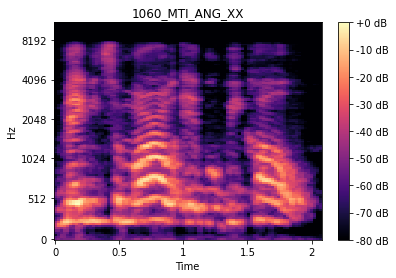 1060_MTI_ANG_XX
+0 dB
8192
-10 dB
4096
-20 dB
-30 dB
2048
Hz
-40 dB
1024
-50 dB
512
-60 dB
-70 dB
0
-80 dB
0 0.5 1 1.5 2
Time